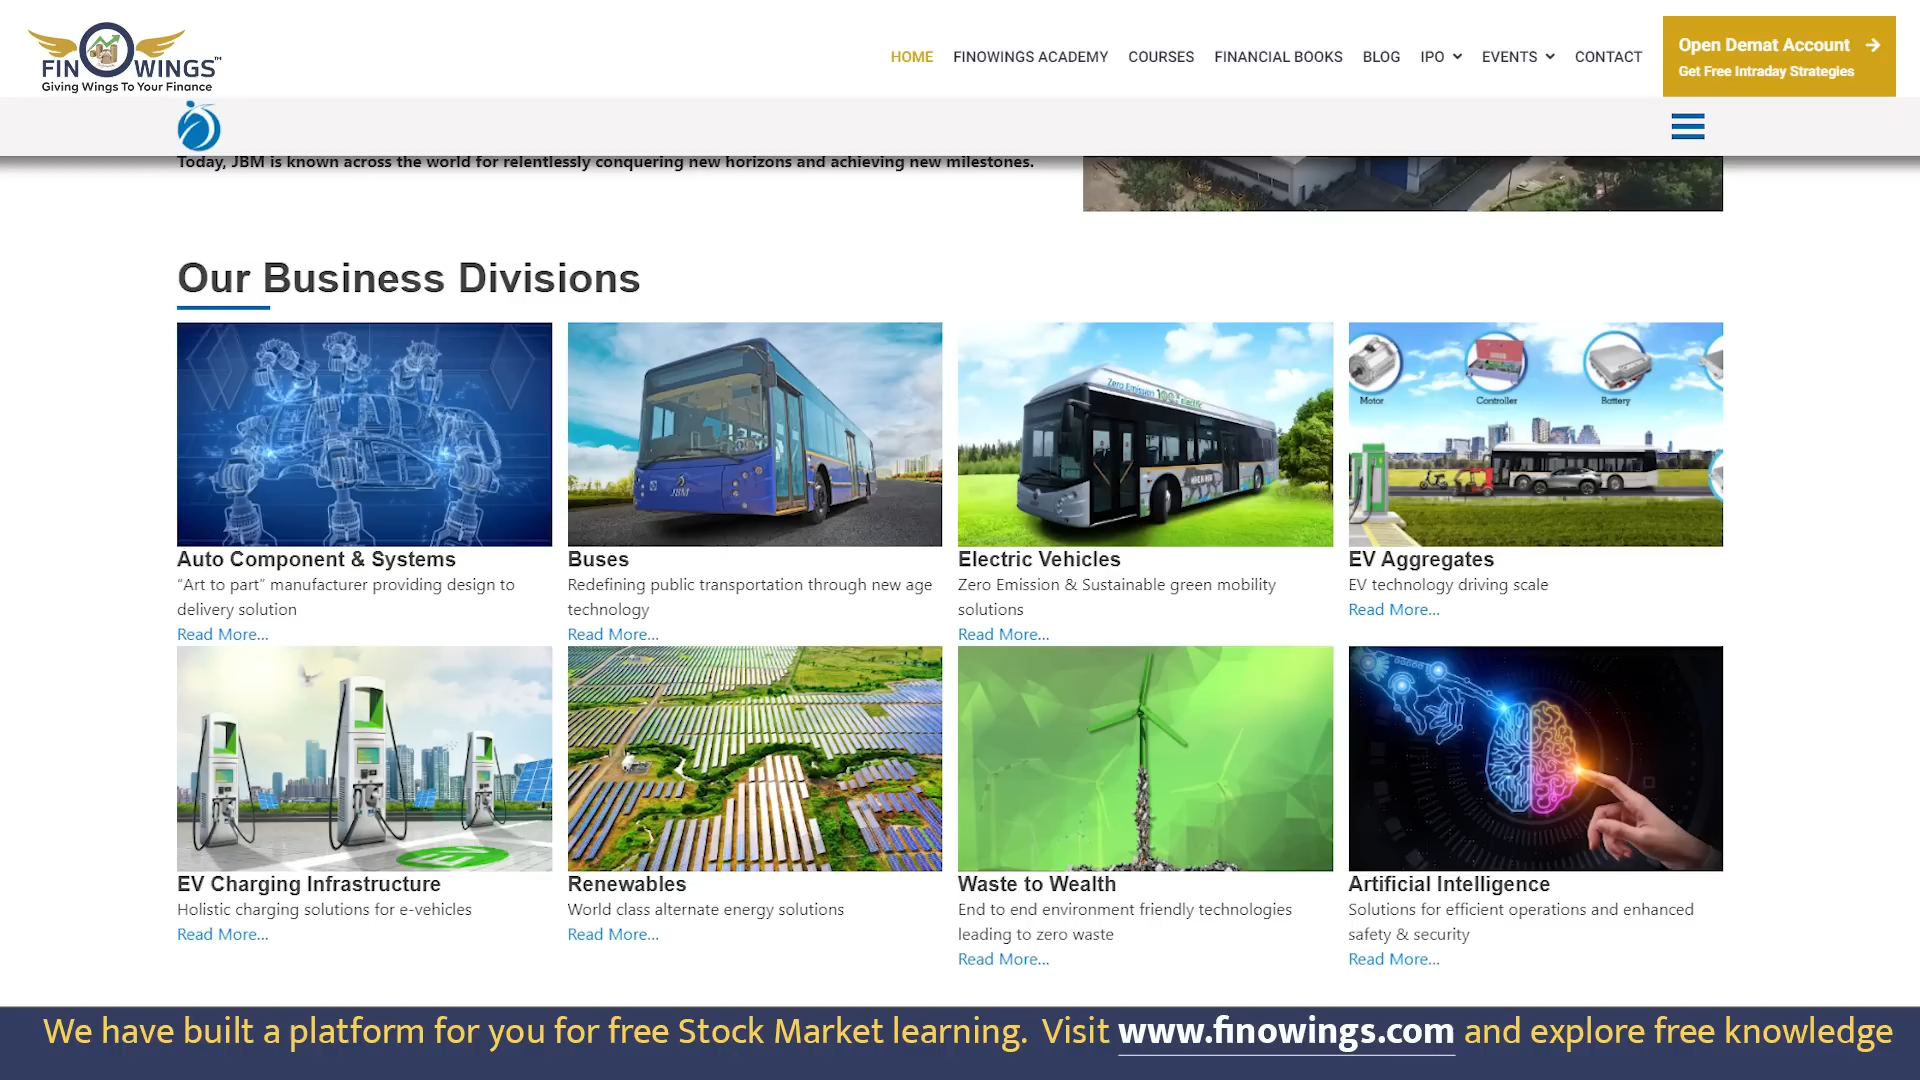 FINOWINGS™
Giving Wings To Your Finance
HOME FINOWINGS ACADEMY COURSES FINANCIAL BOOKS BLOG IPO EVENTS CONTACT
Open Demat Account
Get Free Intraday Strategies
Today, JBM is known across the world for relentlessly conquering new horizons and achieving new milestones.
Our Business Divisions
JBM
Zero Emission 100% electric
Motor Controller Battery
Auto Component & Systems
“Art to part” manufacturer providing design to
delivery solution
Read More...
Buses
Redefining public transportation through new age
technology
Read More...
Electric Vehicles
Zero Emission & Sustainable green mobility
solutions
Read More...
EV Aggregates
EV technology driving scale
Read More...
EV Charging Infrastructure
Holistic charging solutions for e-vehicles
Read More...
Renewables
World class alternate energy solutions
Read More...
Waste to Wealth
End to end environment friendly technologies
leading to zero waste
Read More...
Artificial Intelligence
Solutions for efficient operations and enhanced
safety & security
Read More...
We have built a platform for you for free Stock Market learning. Visit www.finowings.com and explore free knowledge